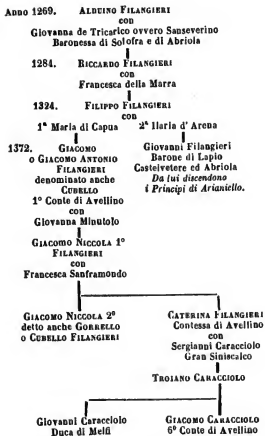 Anno 1269. Alduino Filangieri
con
Giovanna de Tricarico ovvero Sanseverino
Baronessa di Solofra e di Abriola
1284. Riccardo Filangieri
con
Francesca della Marra
1324. Filippo Filangieri
con
1ª Maria di Capua 2ª Ilaria d' Arena
1372. Giacomo
o Giacomo Antonio
Filangieri
denominato anche
Cubello
1º Conte di Avellino
con
Giovanna Minutolo
Giovanni Filangieri
Barone di Lapio
Castelvetere ed Abriola
Da lui discendono
i Principi di Arianiello.
Giacomo Niccola 1º
Filangieri
con
Francesca Sanframondo
Giacomo Niccola 2º
detto anche Gorrello
o Cubello Filangieri
Caterina Filangieri
Contessa di Avellino
con
Sergianni Caracciolo
Gran Siniscalco
Troiano Caracciolo
Giovanni Caracciolo
Duca di Melfi
Giacomo Caracciolo
6º Conte di Avellino